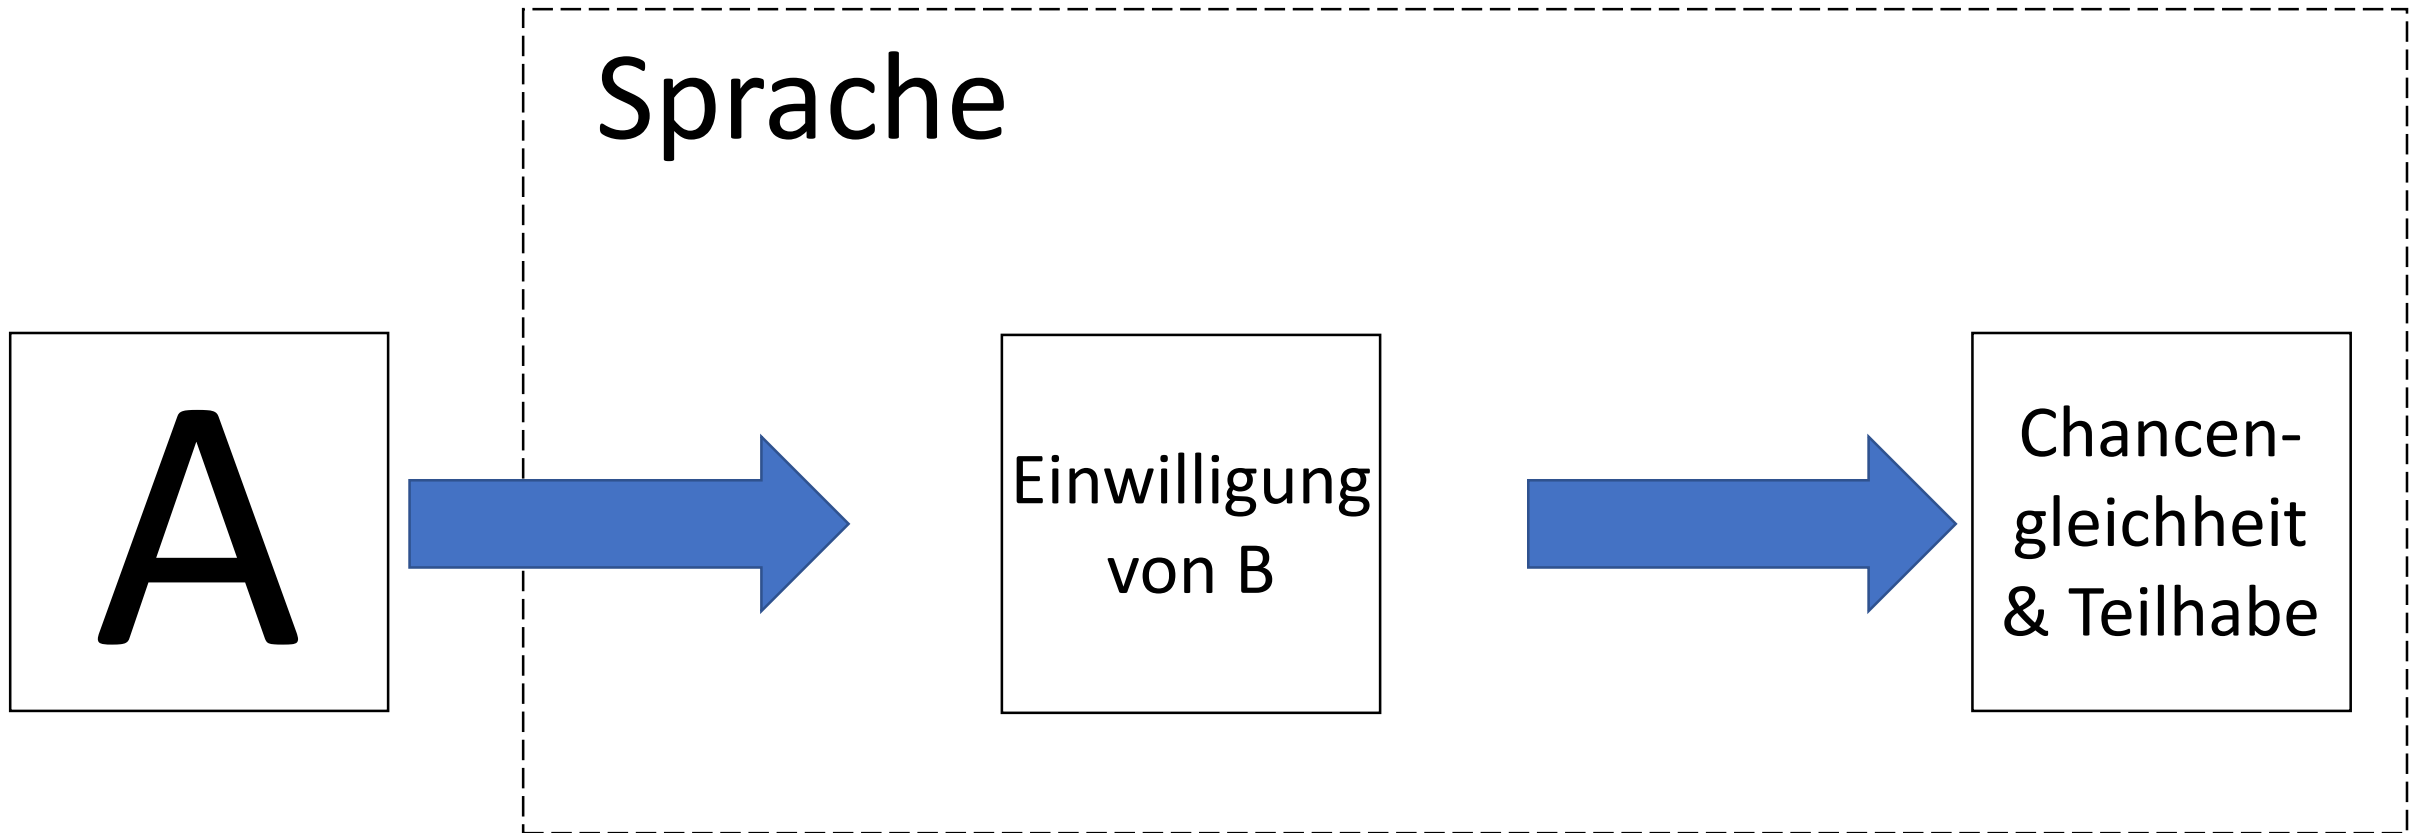 Sprache
A
Einwilligung
von B
Chancen-
gleichheit
& Teilhabe